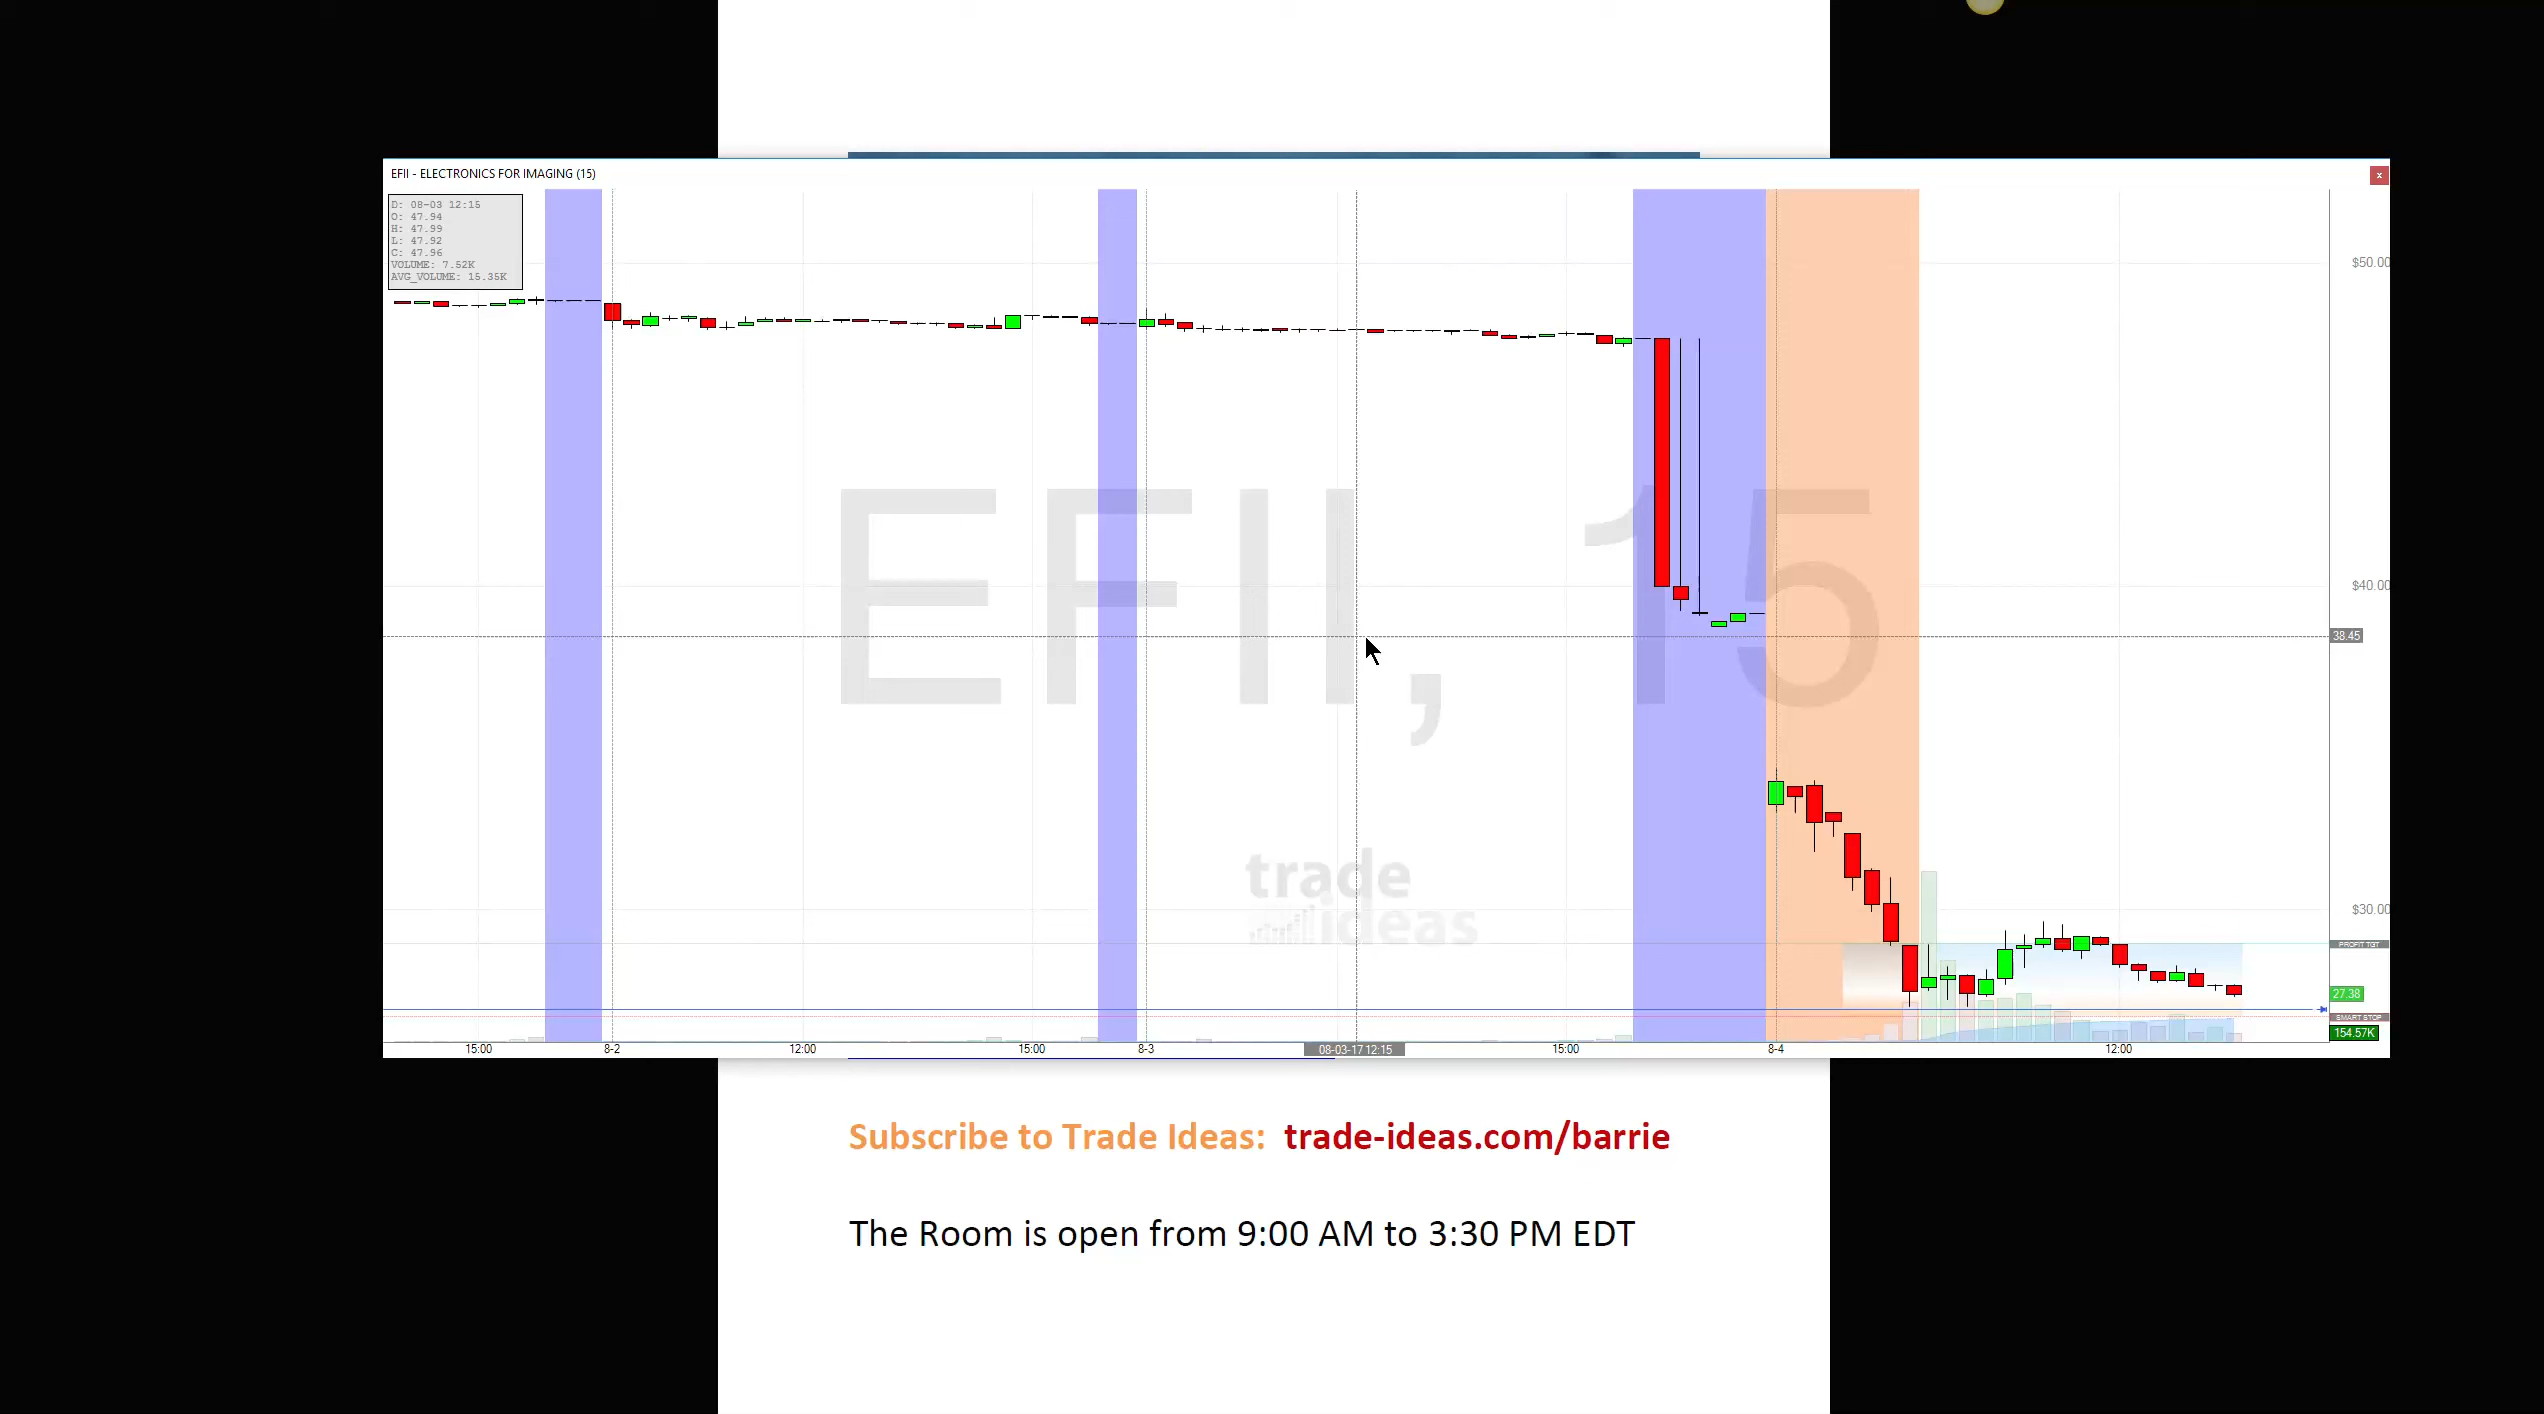 EFII - ELECTRONICS FOR IMAGING (15)
x
D: 08-03 12:15
O: 47.94
H: 47.99
L: 47.92
C: 47.96
VOLUME: 7.52K
AVG_VOLUME: 15.35K
$50.00
EFII, 15
$40.00
38.45
trade
ideas
$30.00
PROFIT TGT
27.38
SMART STOP
154.57K
15:00 8-2 12:00 15:00 8-3 08-03-17 12:15 15:00 8-4 12:00
Subscribe to Trade Ideas: trade-ideas.com/barrie
The Room is open from 9:00 AM to 3:30 PM EDT